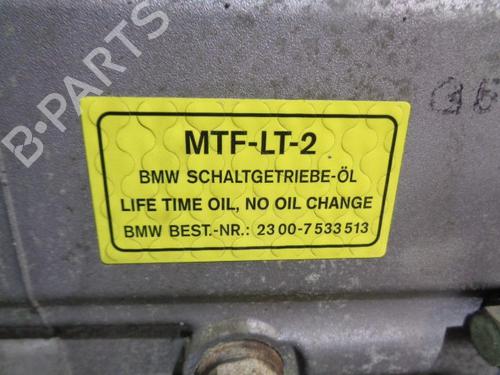 B-PARTS
MTF-LT-2
BMW SCHALTGETRIEBE-ÖL
LIFE TIME OIL, NO OIL CHANGE
BMW BEST.-NR.: 23 00-7 533 513